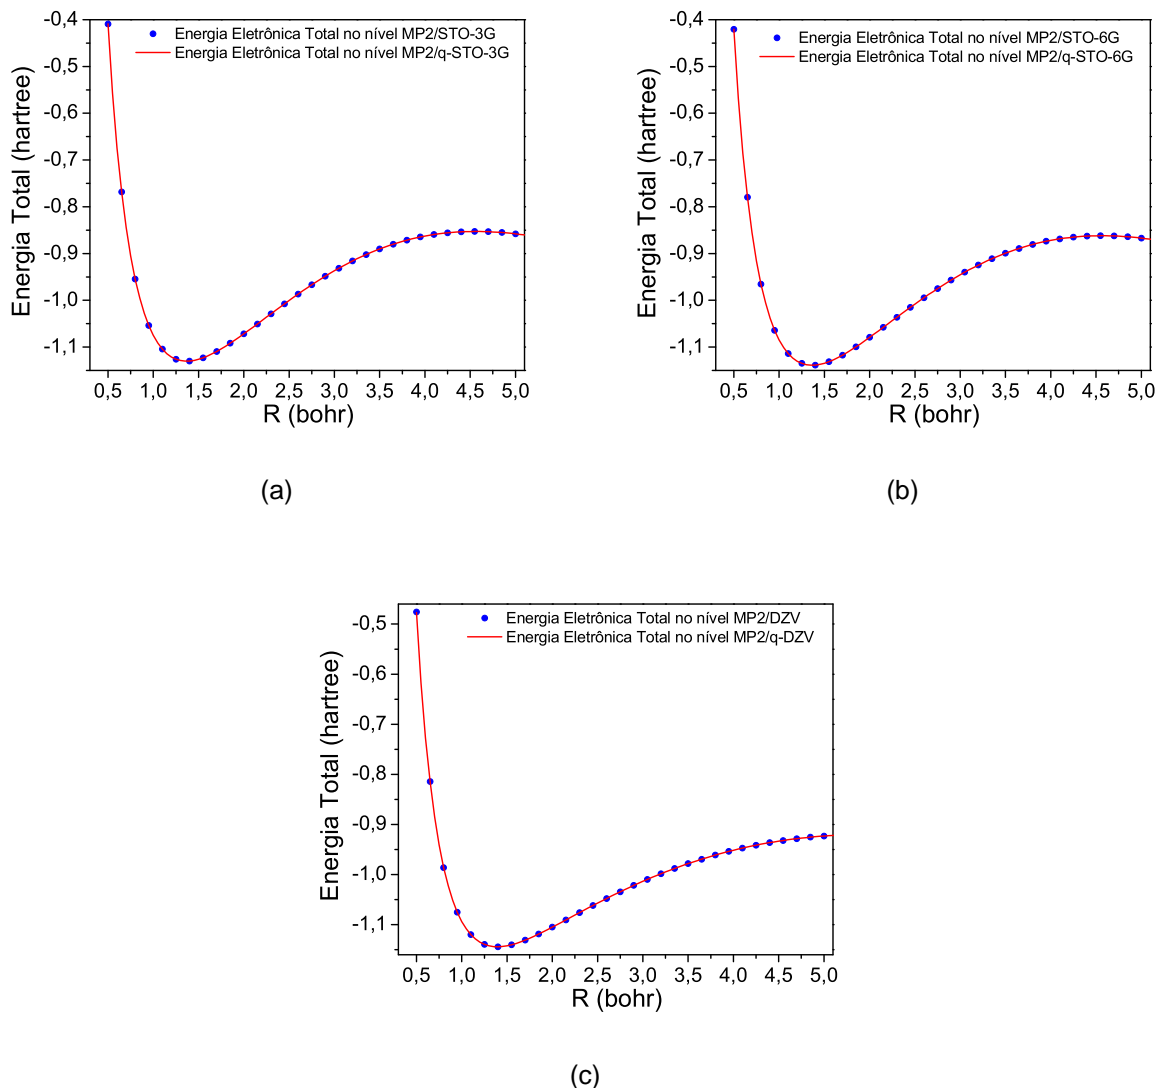 Energia Eletrônica Total no nível MP2/STO-3G
Energia Eletrônica Total no nível MP2/q-STO-3G
Energia Total (hartree)
-0,4
-0,5
-0,6
-0,7
-0,8
-0,9
-1,0
-1,1
0,5 1,0 1,5 2,0 2,5 3,0 3,5 4,0 4,5 5,0
R (bohr)
(a)
Energia Eletrônica Total no nível MP2/STO-6G
Energia Eletrônica Total no nível MP2/q-STO-6G
Energia Total (hartree)
-0,4
-0,5
-0,6
-0,7
-0,8
-0,9
-1,0
-1,1
0,5 1,0 1,5 2,0 2,5 3,0 3,5 4,0 4,5 5,0
R (bohr)
(b)
Energia Eletrônica Total no nível MP2/DZV
Energia Eletrônica Total no nível MP2/q-DZV
Energia Total (hartree)
-0,5
-0,6
-0,7
-0,8
-0,9
-1,0
-1,1
0,5 1,0 1,5 2,0 2,5 3,0 3,5 4,0 4,5 5,0
R (bohr)
(c)